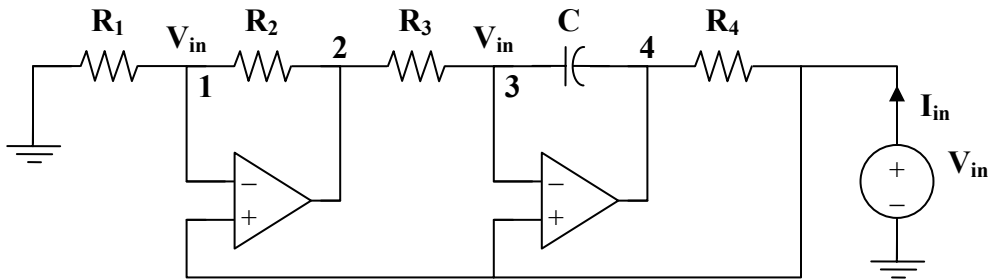 R1 Vin R2 2 R3 Vin C 4 R4
1 3
Iin
− − + Vin
+ + −